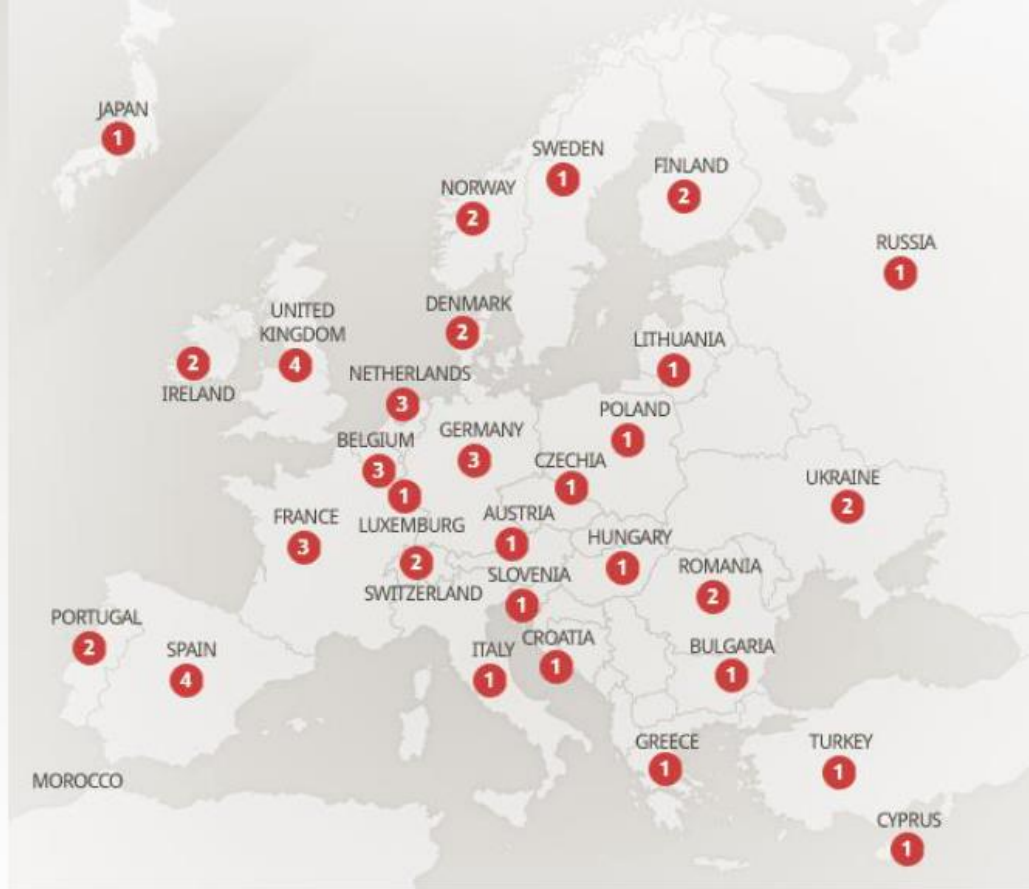 JAPAN
1
SWEDEN
1
FINLAND
2
NORWAY
2
RUSSIA
1
DENMARK
2
UNITED
KINGDOM
4
2
IRELAND
LITHUANIA
1
NETHERLANDS
3
POLAND
1
GERMANY
3
BELGIUM
3
CZECHIA
1
UKRAINE
2
1
LUXEMBURG
FRANCE
3
AUSTRIA
1
HUNGARY
1
2
SWITZERLAND
ROMANIA
2
SLOVENIA
1
PORTUGAL
2
SPAIN
4
ITALY
1
CROATIA
1
BULGARIA
1
GREECE
1
TURKEY
1
MOROCCO
CYPRUS
1